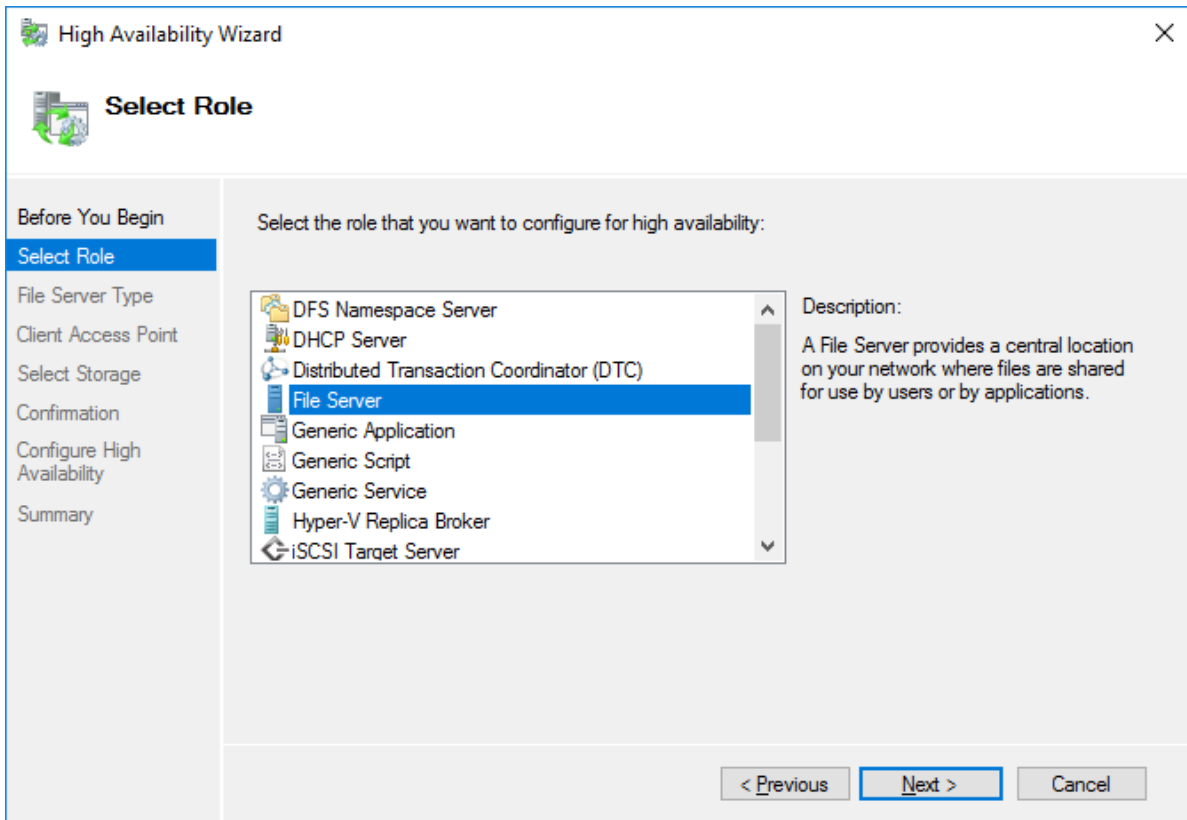 High Availability Wizard
Select Role
Before You Begin
Select Role
File Server Type
Client Access Point
Select Storage
Confirmation
Configure High
Availability
Summary
Select the role that you want to configure for high availability:
DFS Namespace Server
DHCP Server
Distributed Transaction Coordinator (DTC)
File Server
Generic Application
Generic Script
Generic Service
Hyper-V Replica Broker
iSCSI Target Server
Description:
A File Server provides a central location
on your network where files are shared
for use by users or by applications.
< Previous
Next >
Cancel